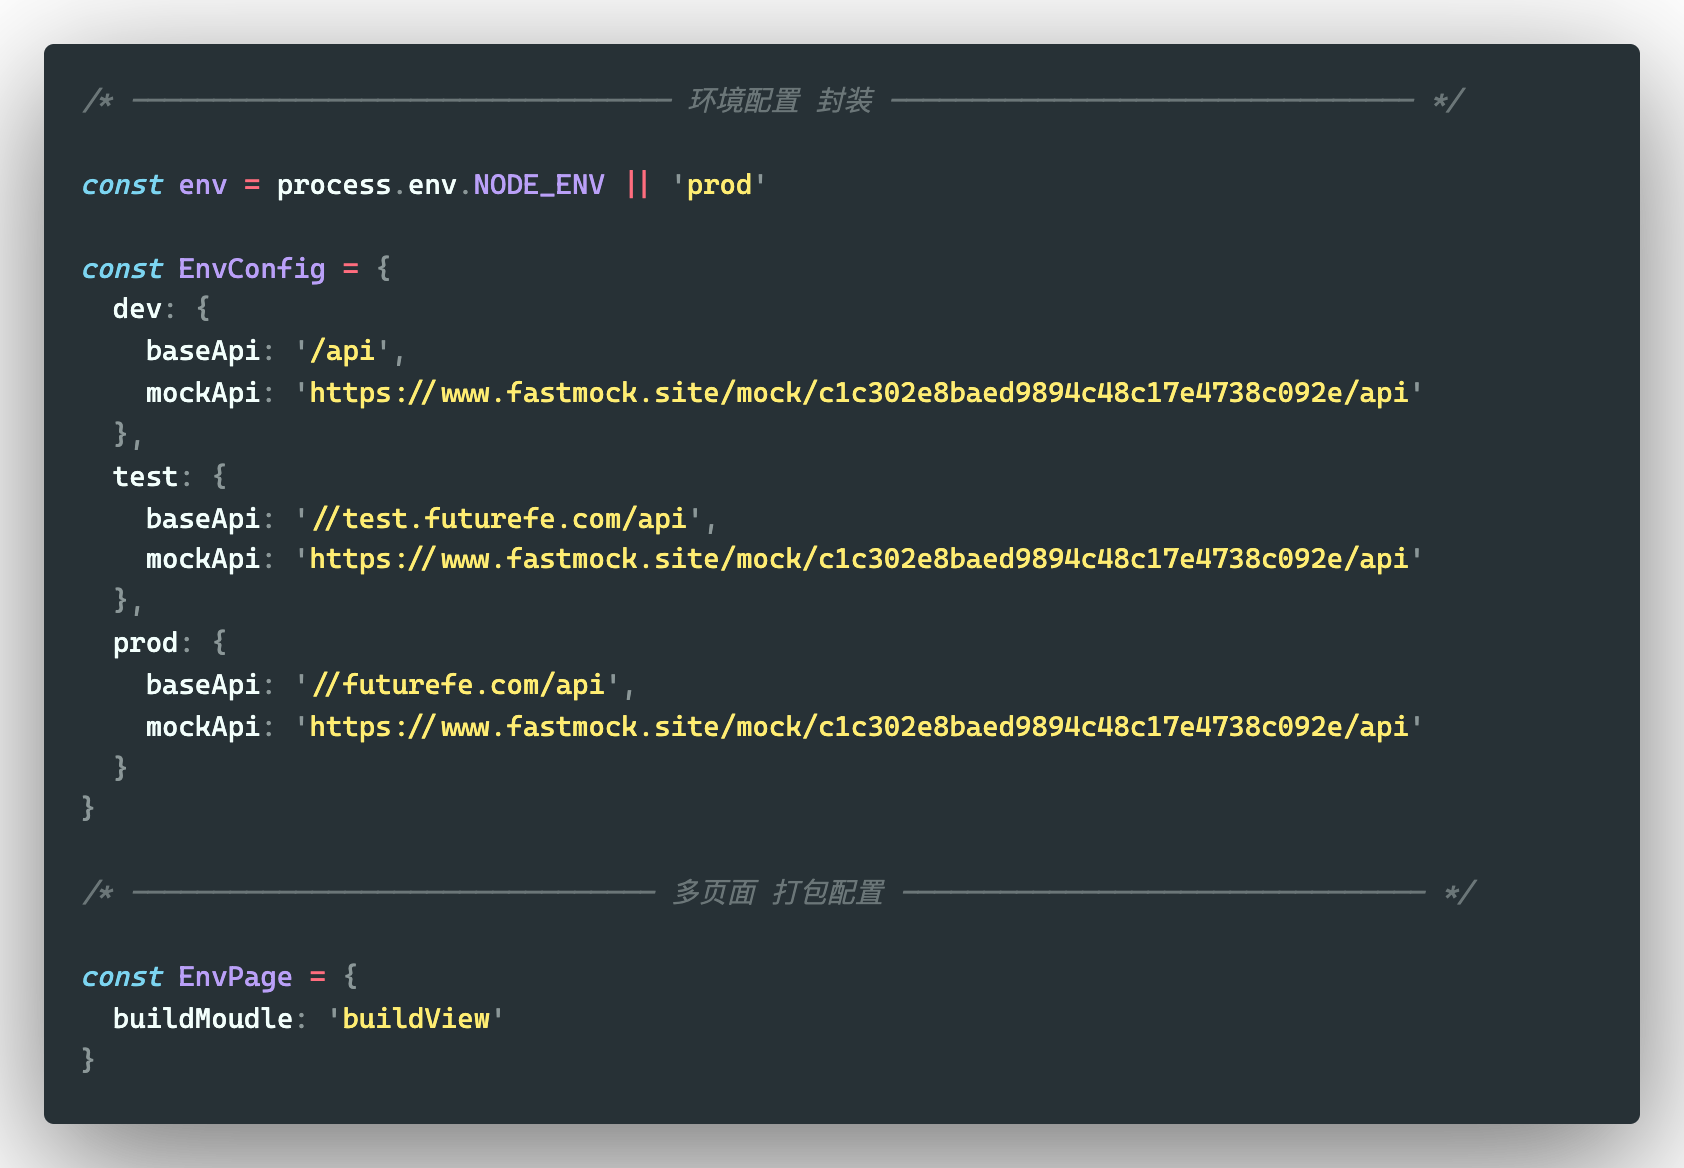 /* ————————————————————————————————— 环境配置 封装 ———————————————————————————————— */
const env = process.env.NODE_ENV || 'prod'
const EnvConfig = {
  dev: {
    baseApi: '/api',
    mockApi: 'https://www.fastmock.site/mock/c1c302e8baed9894c48c17e4738c092e/api'
  },
  test: {
    baseApi: '//test.futurefe.com/api',
    mockApi: 'https://www.fastmock.site/mock/c1c302e8baed9894c48c17e4738c092e/api'
  },
  prod: {
    baseApi: '//futurefe.com/api',
    mockApi: 'https://www.fastmock.site/mock/c1c302e8baed9894c48c17e4738c092e/api'
  }
}
/* ———————————————————————————————— 多页面 打包配置 ———————————————————————————————— */
const EnvPage = {
  buildMoudle: 'buildView'
}